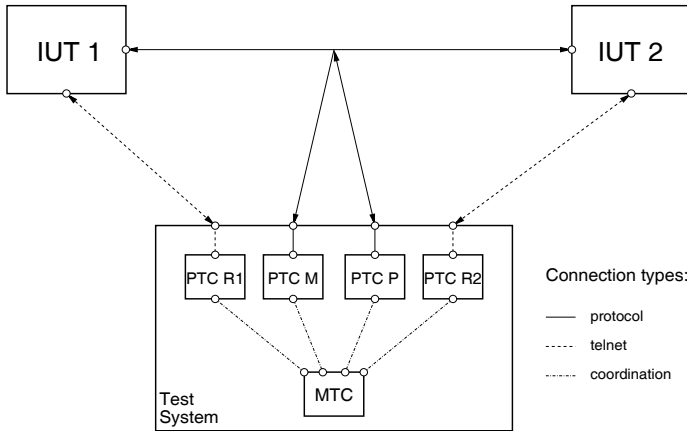 IUT 1
IUT 2
PTC R1
PTC M
PTC P
PTC R2
Connection types:
protocol
telnet
coordination
MTC
Test
System